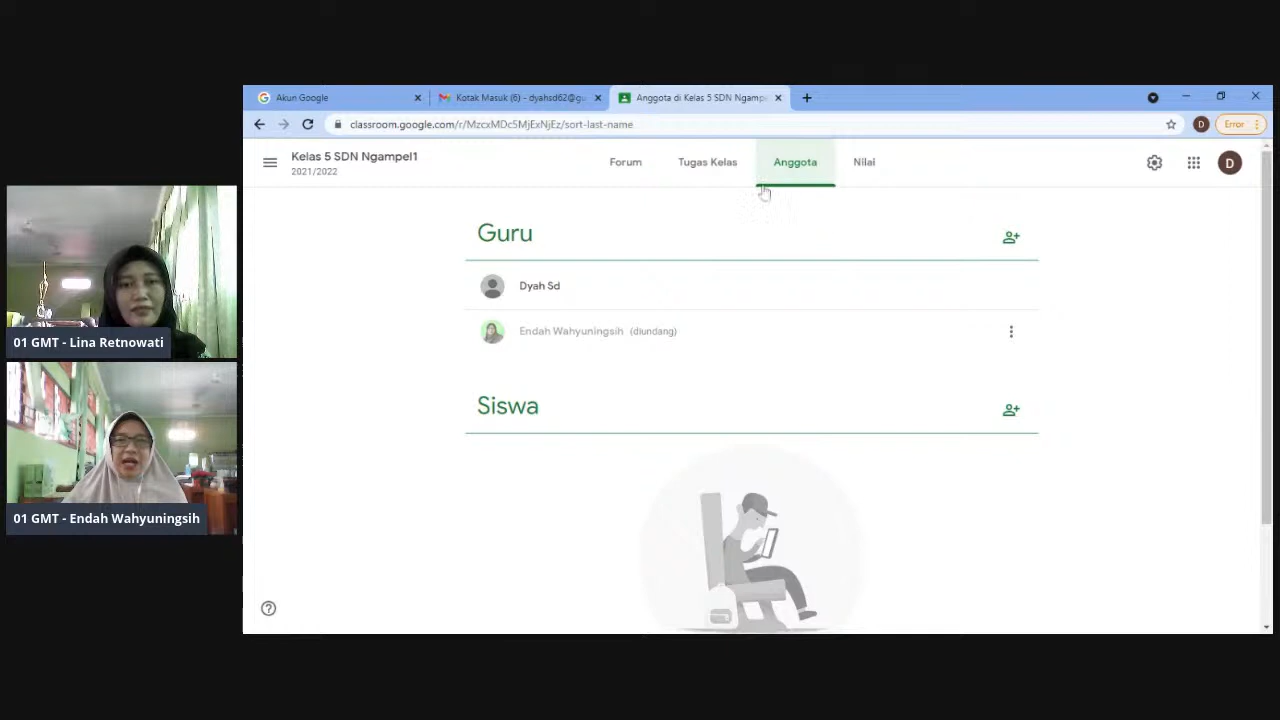 Akun Google
Kotak Masuk (6) - dyahsd62@gu
Anggota di Kelas 5 SDN Ngampe
classroom.google.com/r/MzcxMDc5MjExNjEz/sort-last-name
D
Error
Kelas 5 SDN Ngampel1
2021/2022
Forum
Tugas Kelas
Anggota
Nilai
D
Guru
Dyah Sd
Endah Wahyuningsih (diundang)
Siswa
01 GMT - Lina Retnowati
01 GMT - Endah Wahyuningsih